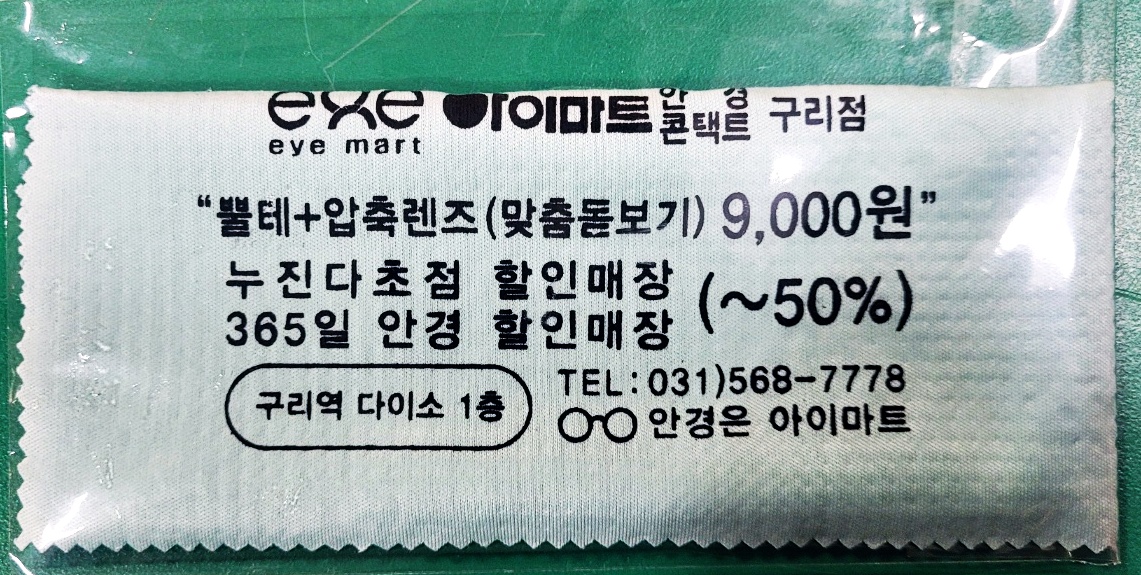 eye 아이마트 안경 콘택트 구리점
eye mart
“뿔테+압축렌즈(맞춤돋보기) 9,000원”
누진다초점 할인매장 (~50%)
365일 안경 할인매장
구리역 다이소 1층
TEL:031)568-7778
안경은 아이마트